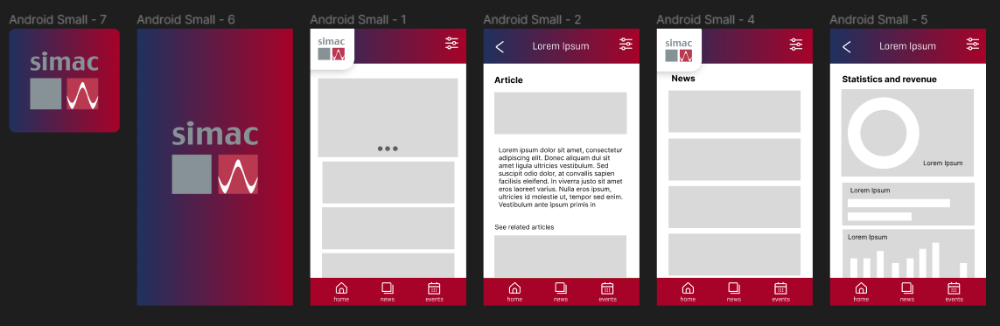 Android Small - 7
simac
Android Small - 6
simac
Android Small - 1
simac
home
news
events
Android Small - 2
Lorem Ipsum
Article
Lorem ipsum dolor sit amet, consectetur
adipiscing elit. Donec aliquam dui sit
amet ligula ultricies vestibulum. Sed
suscipit odio dolor, at convallis sapien
facilisis eleifend. In viverra justo sit amet
eros laoreet varius. Nulla eros ipsum,
ultricies id molestie ut, tempor sed enim.
Vestibulum ante ipsum primis in
See related articles
home
news
events
Android Small - 4
simac
News
home
news
events
Android Small - 5
Lorem Ipsum
Statistics and revenue
Lorem Ipsum
Lorem Ipsum
Lorem Ipsum
home
news
events